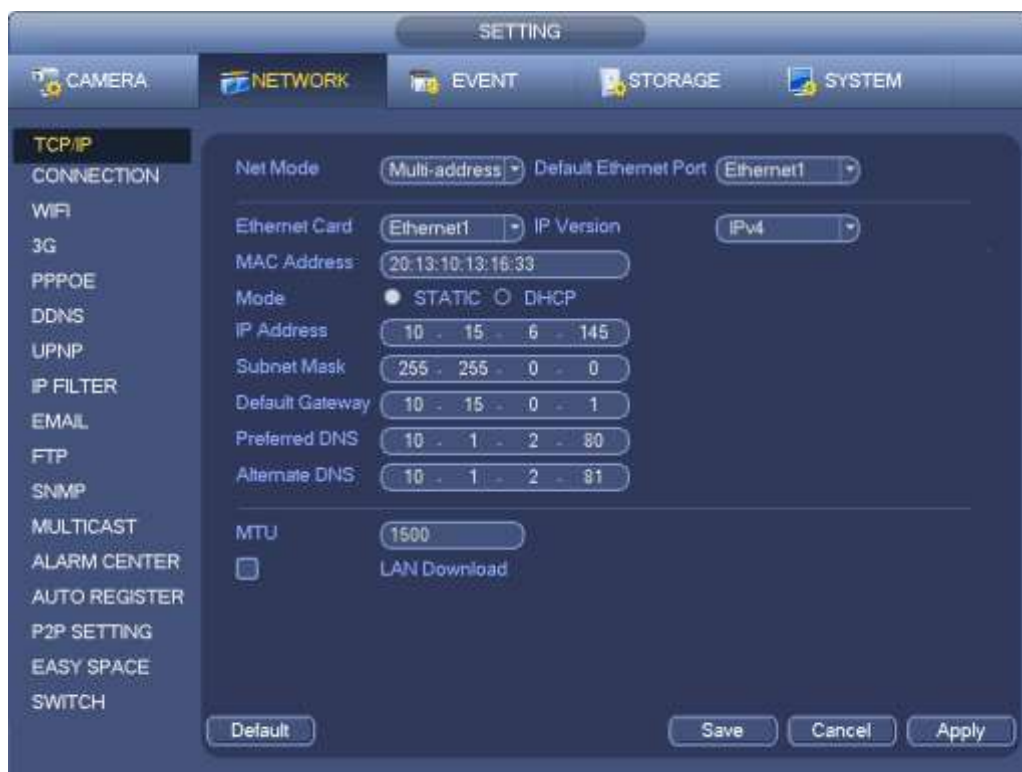 SETTING
CAMERA NETWORK EVENT STORAGE SYSTEM
TCP/IP
CONNECTION
WIFI
3G
PPPOE
DDNS
UPNP
IP FILTER
EMAIL
FTP
SNMP
MULTICAST
ALARM CENTER
AUTO REGISTER
P2P SETTING
EASY SPACE
SWITCH
Net Mode Multi-address Default Ethernet Port Ethernet1
Ethernet Card Ethernet1 IP Version IPv4
MAC Address 20:13:10:13:16:33
Mode STATIC DHCP
IP Address 10 . 15 . 6 . 145
Subnet Mask 255 . 255 . 0 . 0
Default Gateway 10 . 15 . 0 . 1
Preferred DNS 10 . 1 . 2 . 80
Alternate DNS 10 . 1 . 2 . 81
MTU 1500
LAN Download
Default Save Cancel Apply